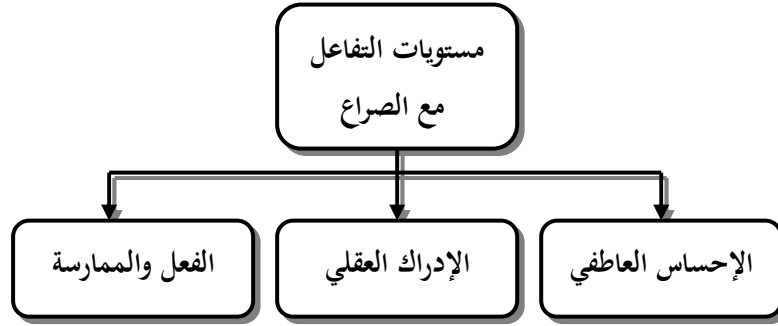 مستويات التفاعل
مع الصراع
الإحساس العاطفي
الإدراك العقلي
الفعل والممارسة